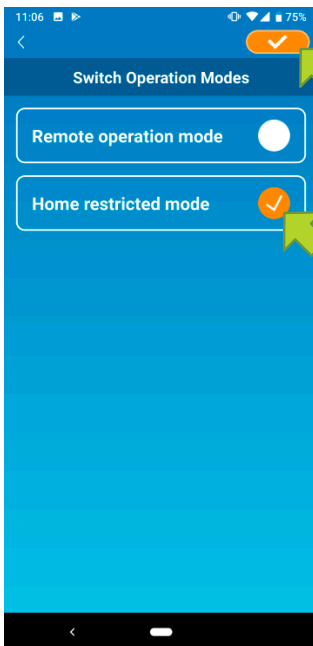 11:06 75%
Switch Operation Modes
Remote operation mode
Home restricted mode